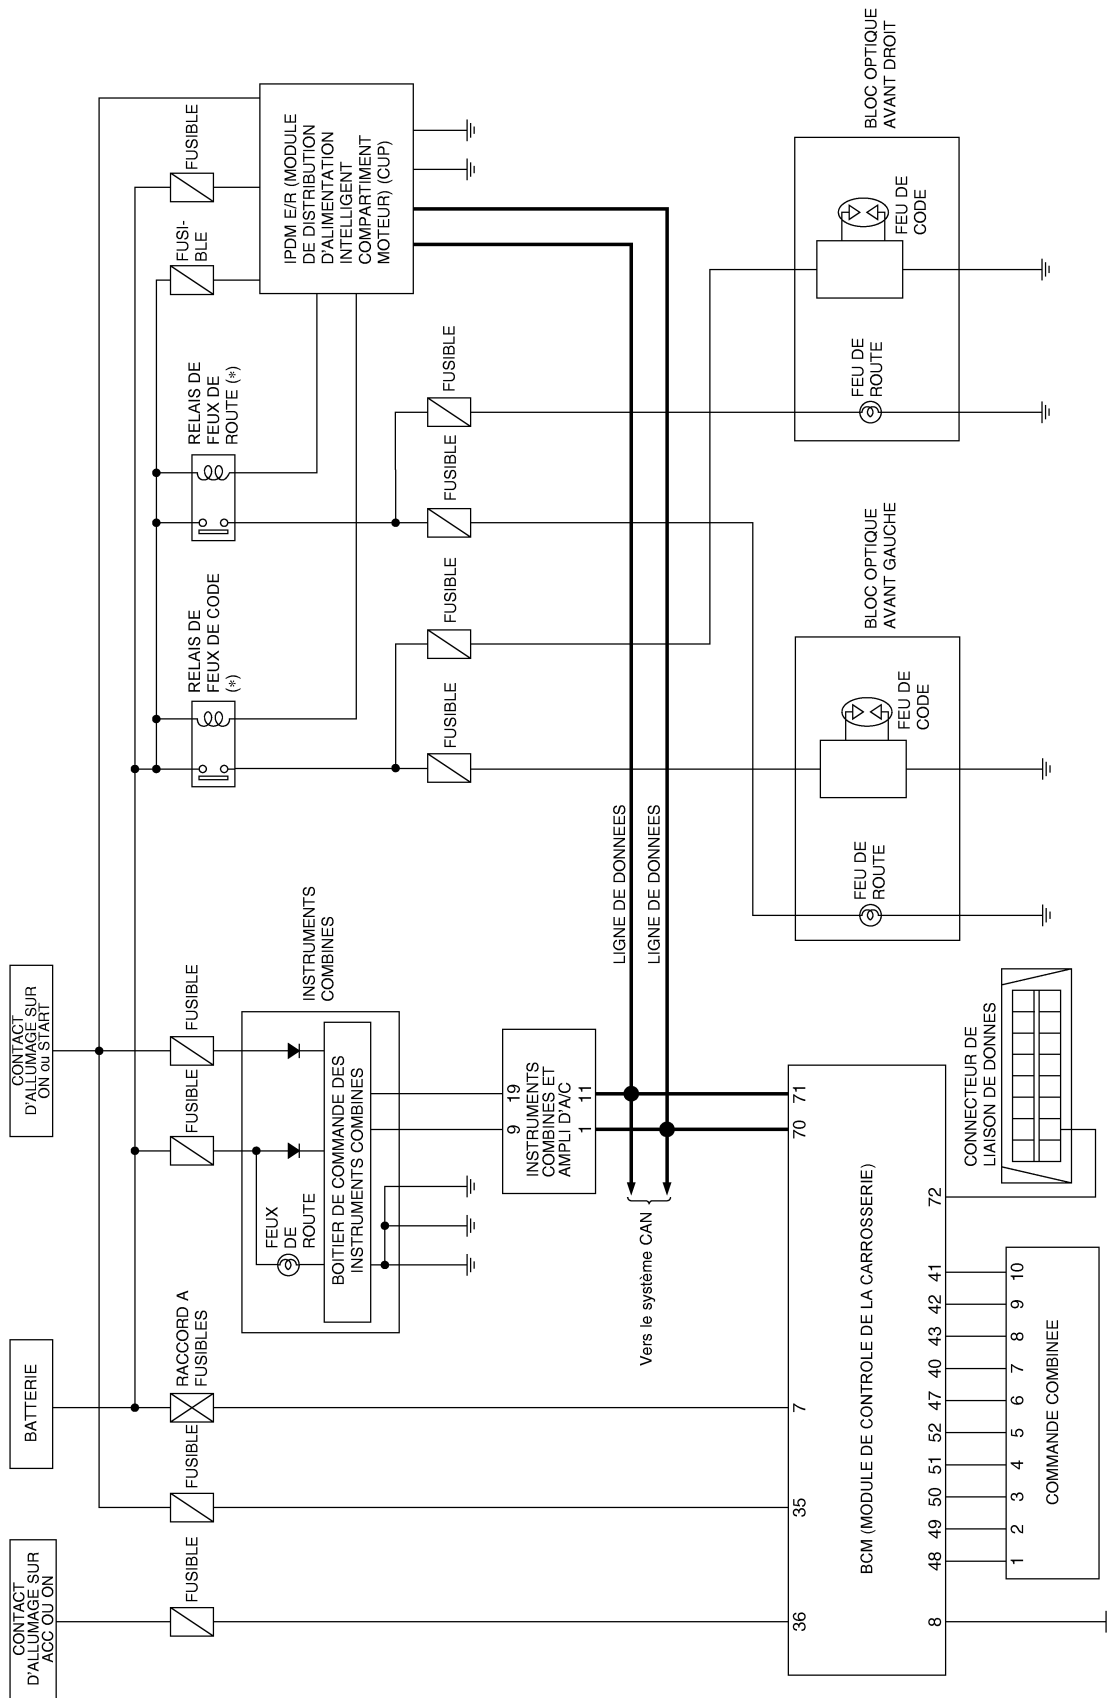 CONTACT
D'ALLUMAGE SUR
ACC OU ON
BATTERIE
CONTACT
D'ALLUMAGE SUR
ON ou START
FUSIBLE
FUSIBLE
RACCORD A
FUSIBLES
FUSIBLE
FUSIBLE
RELAIS DE
FEUX DE CODE
(*)
RELAIS DE
FEUX DE
ROUTE (*)
FUSI-
BLE
FUSIBLE
INSTRUMENTS
COMBINES
FEUX
DE
ROUTE
BOITIER DE COMMANDE DES
INSTRUMENTS COMBINES
IPDM E/R (MODULE
DE DISTRIBUTION
D'ALIMENTATION
INTELLIGENT
COMPARTIMENT
MOTEUR) (CUP)
FUSIBLE
FUSIBLE
FUSIBLE
FUSIBLE
9 19
INSTRUMENTS
COMBINES ET
AMPLI D'A/C
1 11
LIGNE DE DONNEES
LIGNE DE DONNEES
Vers le système CAN
36 35 7 70 71
BCM (MODULE DE CONTROLE DE LA CARROSSERIE)
8 48 49 50 51 52 47 40 43 42 41 72
1 2 3 4 5 6 7 8 9 10
COMMANDE COMBINEE
CONNECTEUR DE
LIAISON DE DONNES
BLOC OPTIQUE
AVANT GAUCHE
FEU DE
ROUTE
FEU DE
CODE
BLOC OPTIQUE
AVANT DROIT
FEU DE
ROUTE
FEU DE
CODE